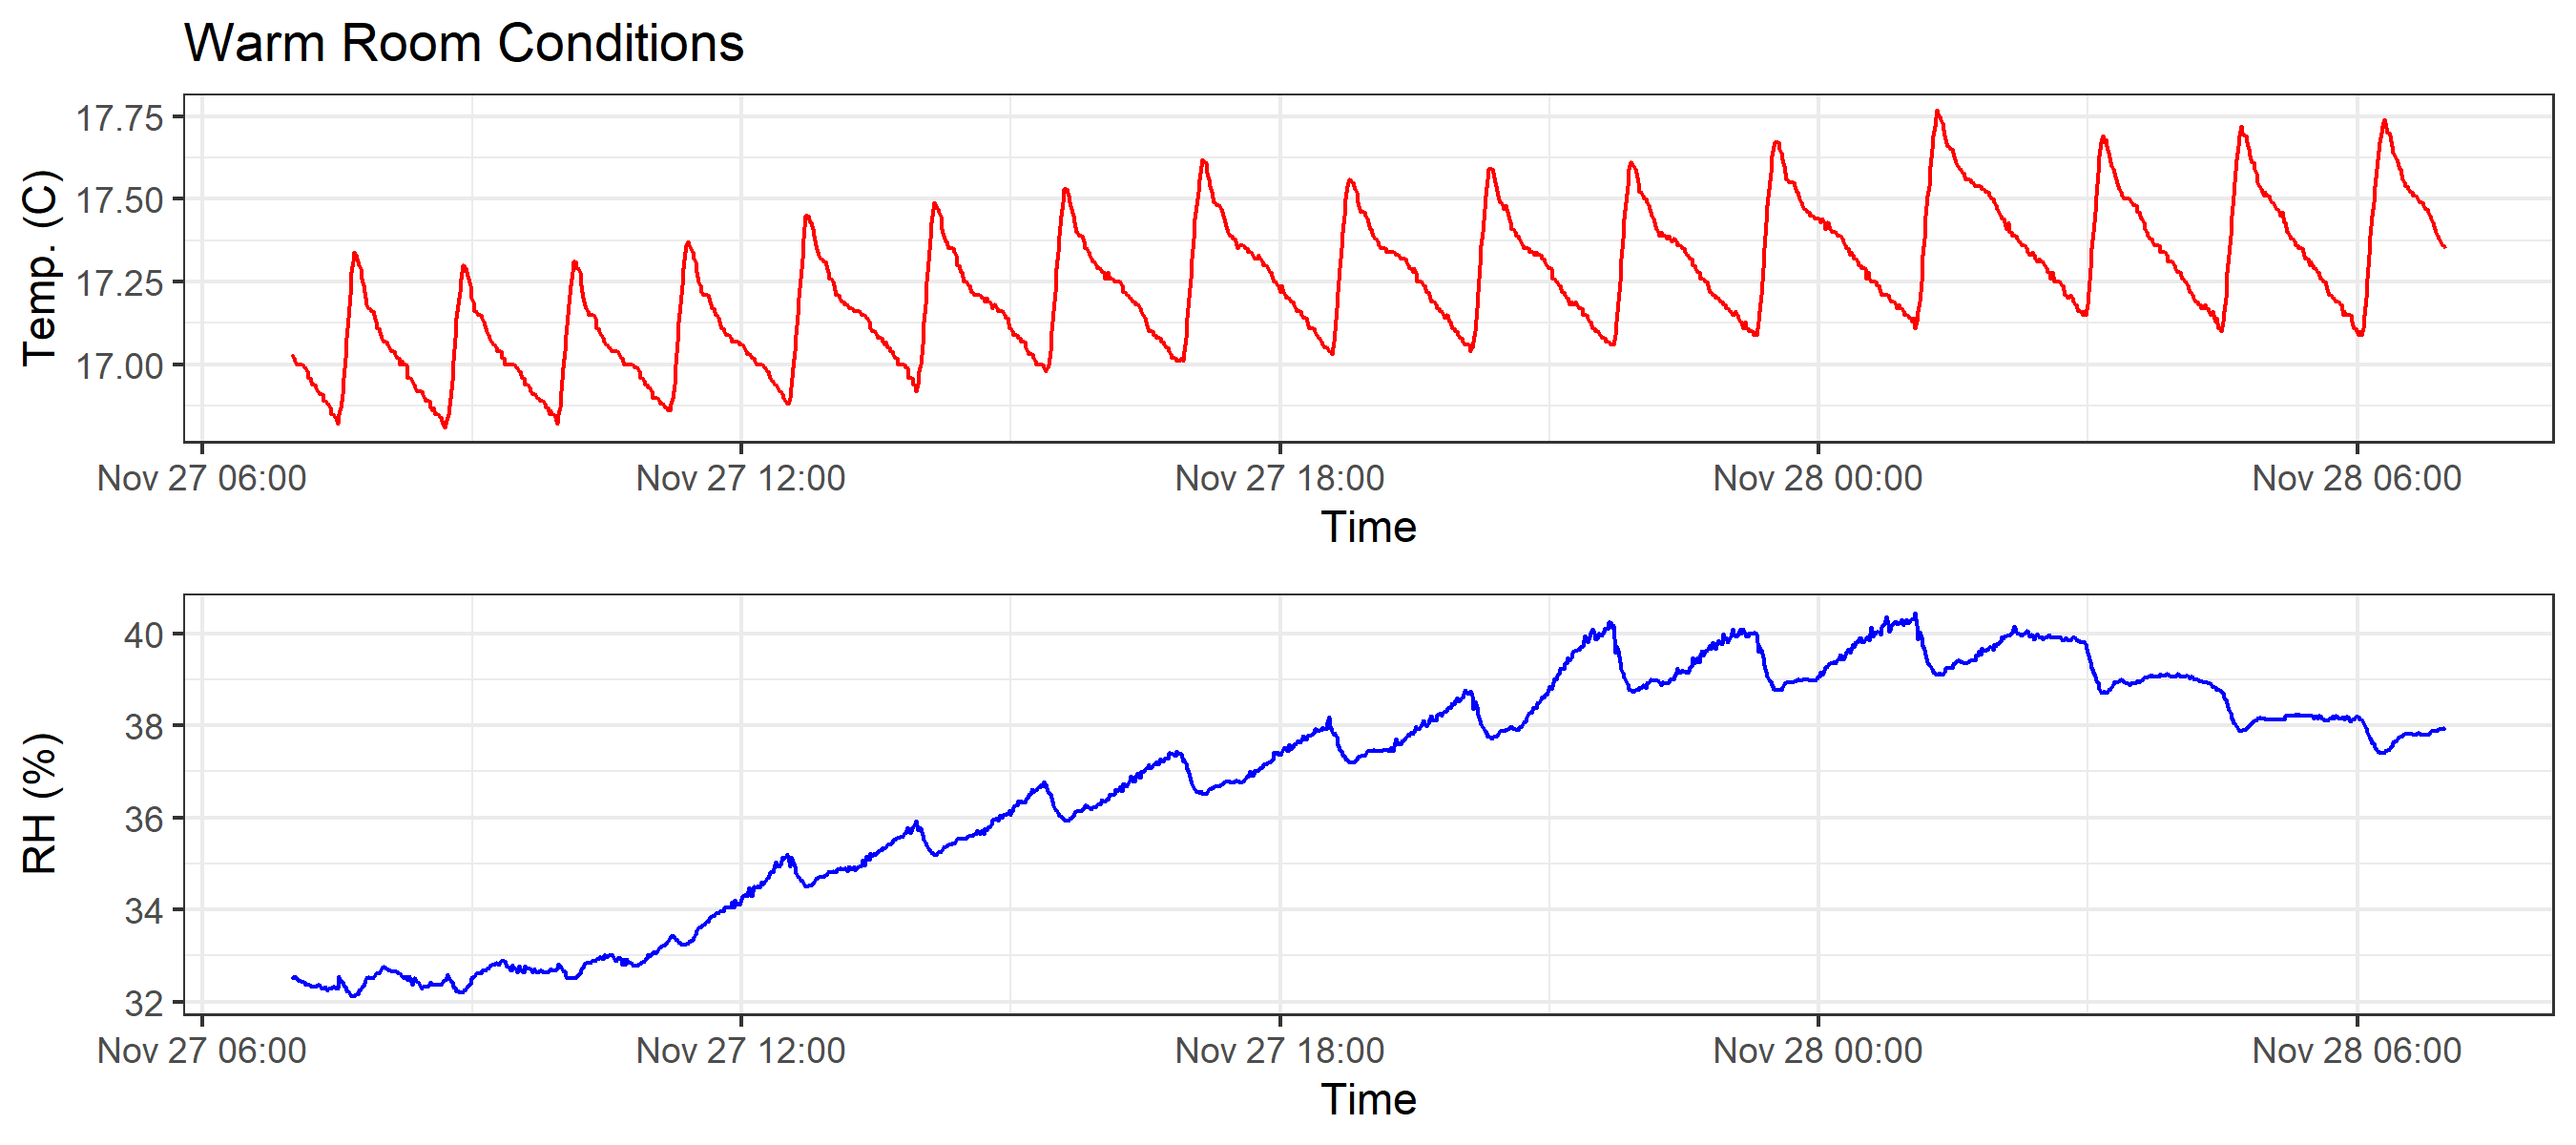 Warm Room Conditions
Temp. (C)
17.75
17.50
17.25
17.00
Nov 27 06:00 Nov 27 12:00 Nov 27 18:00 Nov 28 00:00 Nov 28 06:00
Time
RH (%)
40
38
36
34
32
Nov 27 06:00 Nov 27 12:00 Nov 27 18:00 Nov 28 00:00 Nov 28 06:00
Time